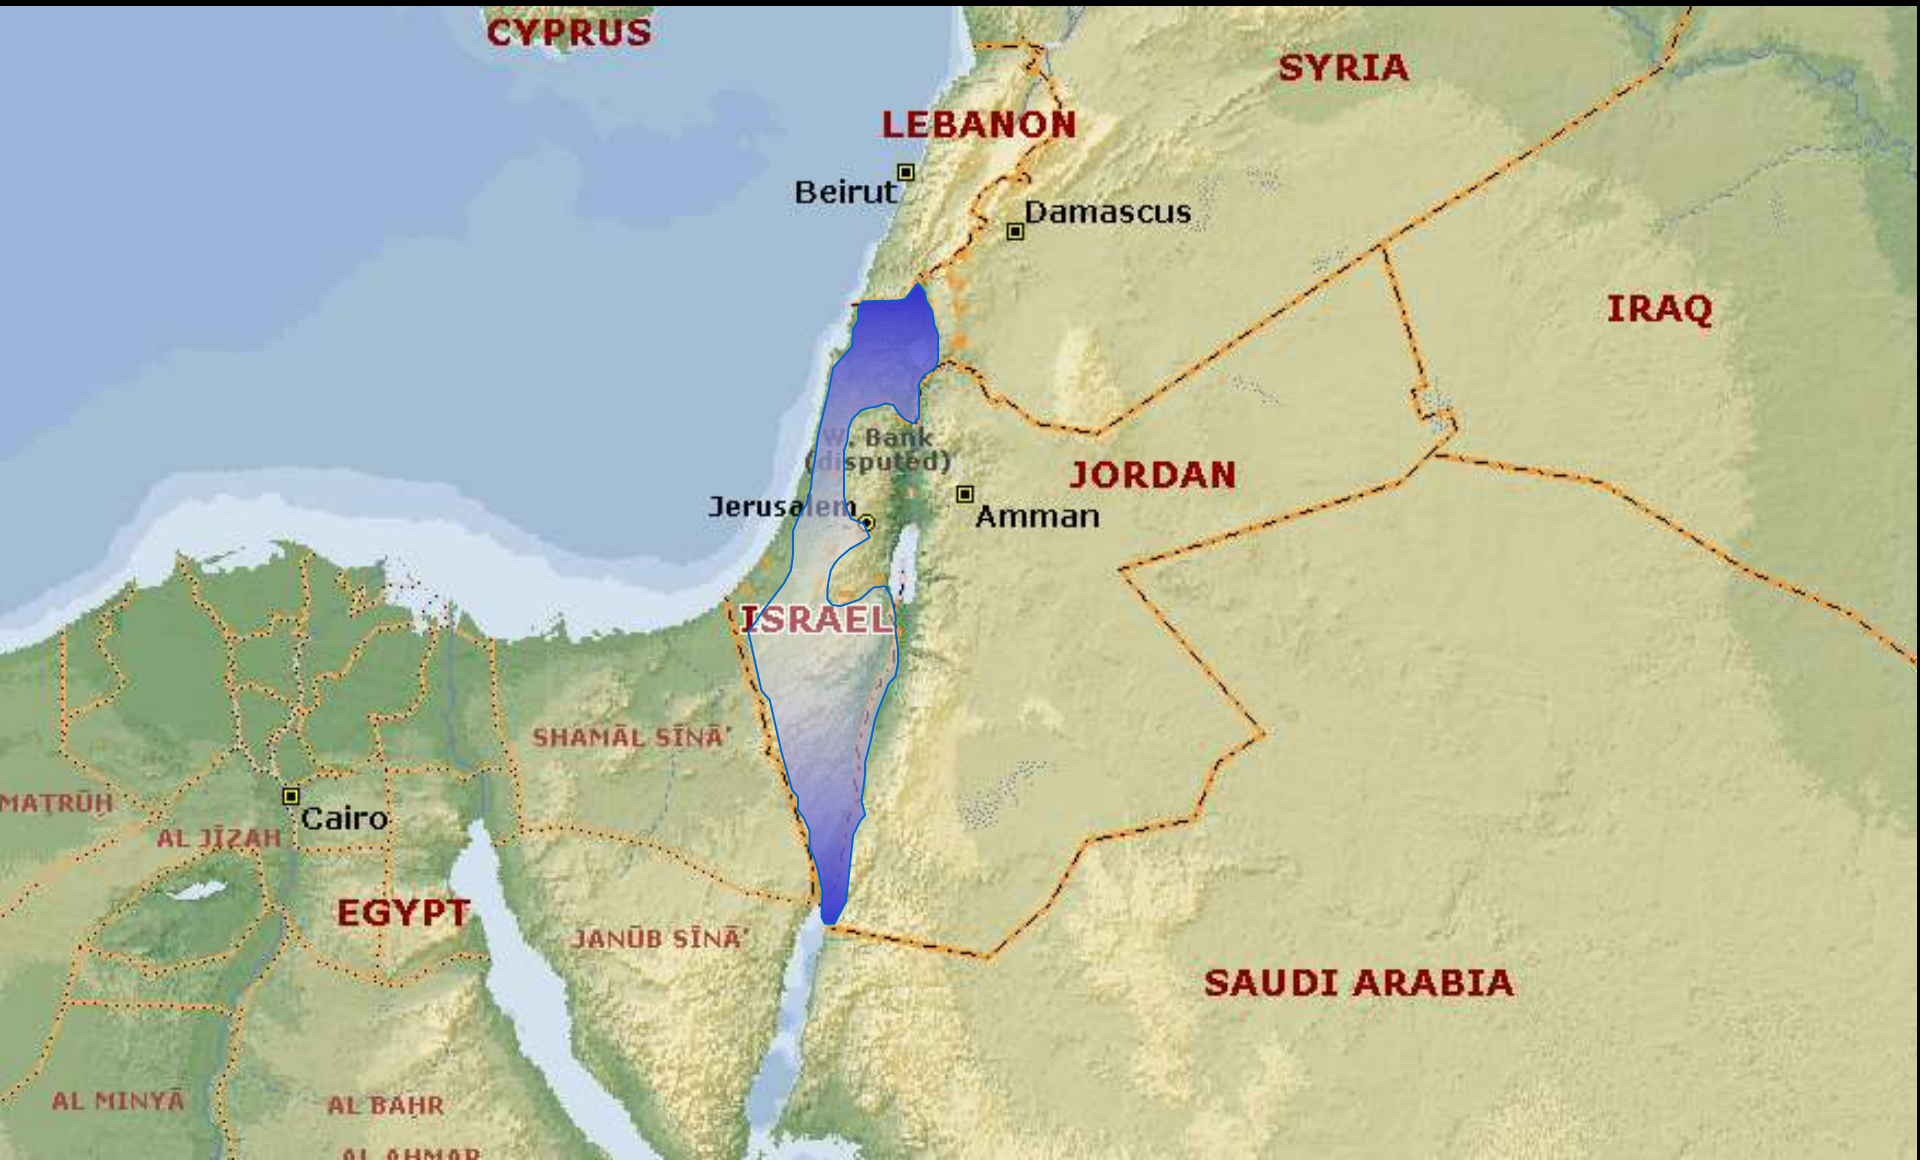 CYPRUS
SYRIA
LEBANON
Beirut
Damascus
IRAQ
W. Bank
(disputed)
JORDAN
Jerusalem
Amman
ISRAEL
SHAMĀL SĪNĀ'
MAṬRŪḤ
Cairo
AL JĪZAH
EGYPT
JANŪB SĪNĀ'
SAUDI ARABIA
AL MINYĀ
AL BAHR
AL AHMAR